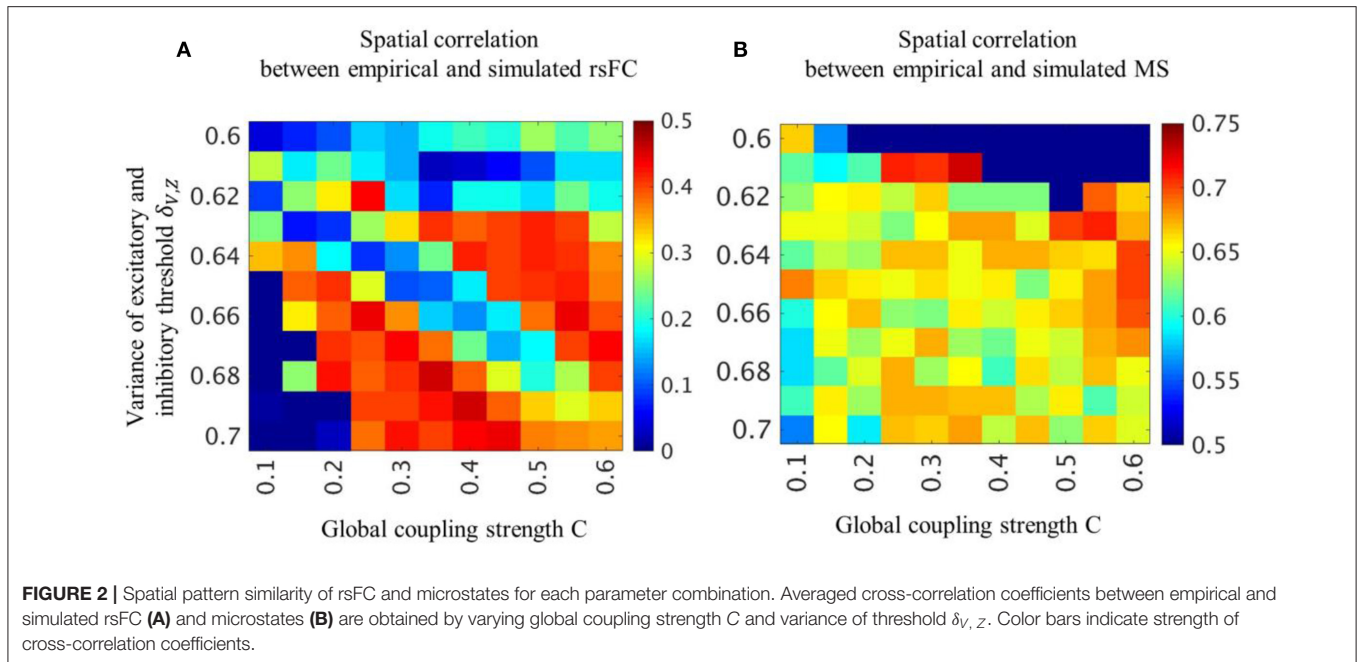 A
Spatial correlation
between empirical and simulated rsFC
Variance of excitatory and
inhibitory threshold δV,Z
0.6
0.62
0.64
0.66
0.68
0.7
0.1
0.2
0.3
0.4
0.5
0.6
Global coupling strength C
0.5
0.4
0.3
0.2
0.1
0
B
Spatial correlation
between empirical and simulated MS
0.6
0.62
0.64
0.66
0.68
0.7
0.1
0.2
0.3
0.4
0.5
0.6
Global coupling strength C
0.75
0.7
0.65
0.6
0.55
0.5
FIGURE 2 | Spatial pattern similarity of rsFC and microstates for each parameter combination. Averaged cross-correlation coefficients between empirical and
simulated rsFC (A) and microstates (B) are obtained by varying global coupling strength C and variance of threshold δV, Z. Color bars indicate strength of
cross-correlation coefficients.